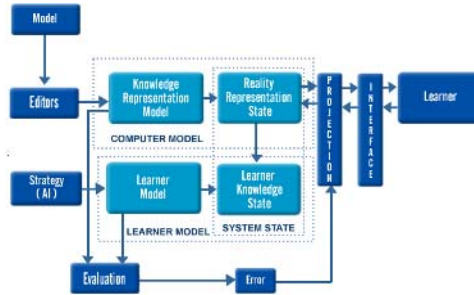 Model
Editors
Knowledge
Representation
Model
Reality
Representation
State
COMPUTER MODEL
PROJECTION
INTERFACE
Learner
Strategy
(AI)
Learner
Model
Learner
Knowledge
State
LEARNER MODEL
SYSTEM STATE
Evaluation
Error